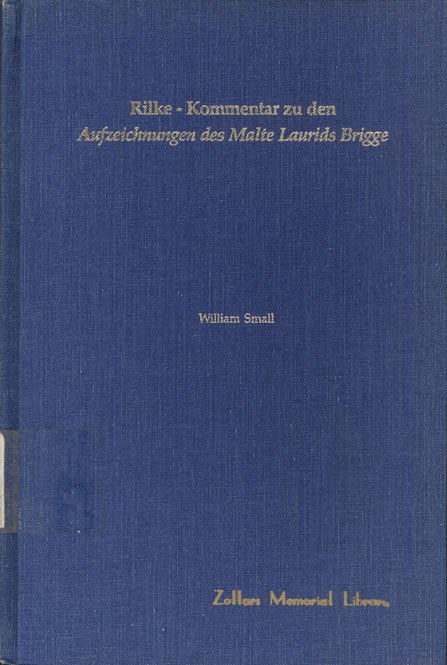 Rilke - Kommentar zu den
Aufzeichnungen des Malte Laurids Brigge
William Small
Zollars Memorial Library